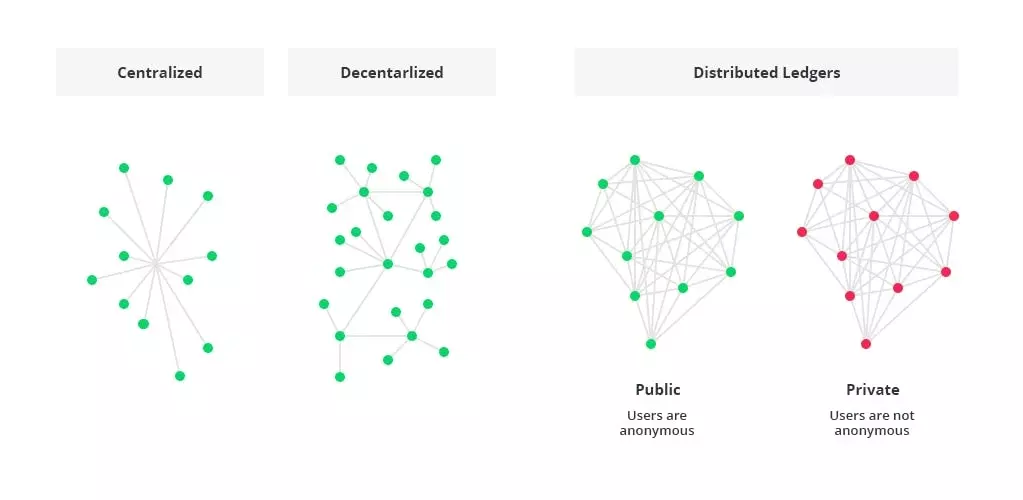 Centralized
Decentarlized
Distributed Ledgers
Public
Users are
anonymous
Private
Users are not
anonymous